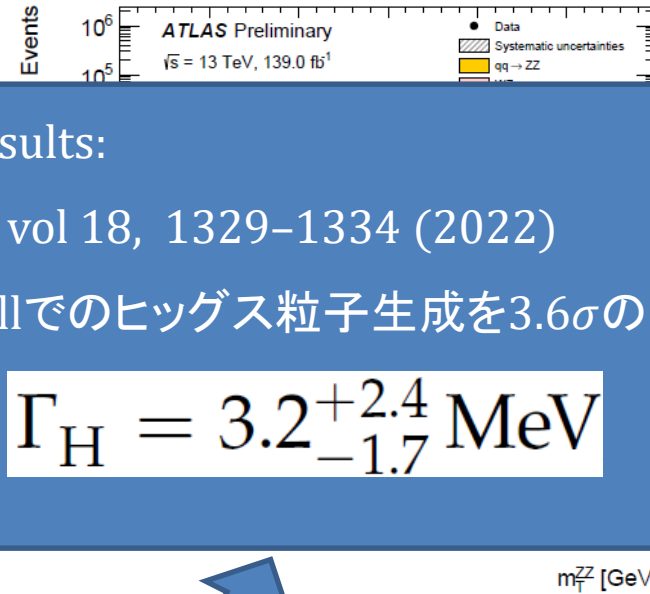 Events
10⁶
ATLAS Preliminary
√s = 13 TeV, 139.0 fb⁻¹
10⁵
Data
Systematic uncertainties
qq→ZZ
sults:
vol 18, 1329–1334 (2022)
llでのヒッグス粒子生成を3.6σの
Γ_H = 3.2^{+2.4}_{−1.7} MeV
m_T^{ZZ} [GeV